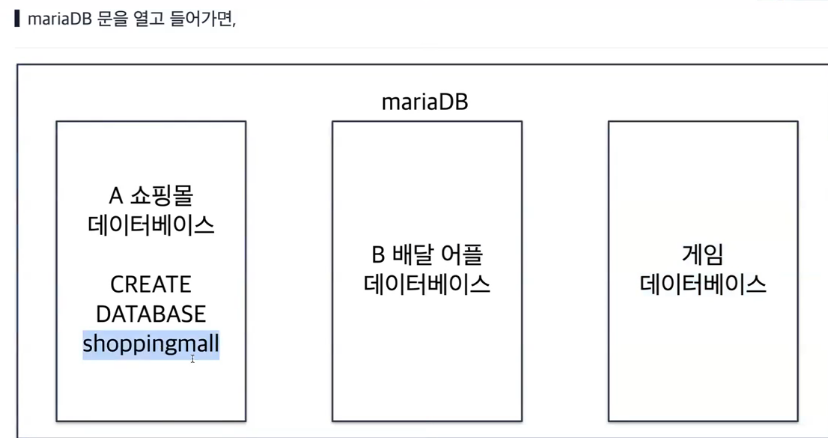 mariaDB 문을 열고 들어가면,
mariaDB
A 쇼핑몰
데이터베이스
CREATE
DATABASE
shoppingmall
B 배달 어플
데이터베이스
게임
데이터베이스